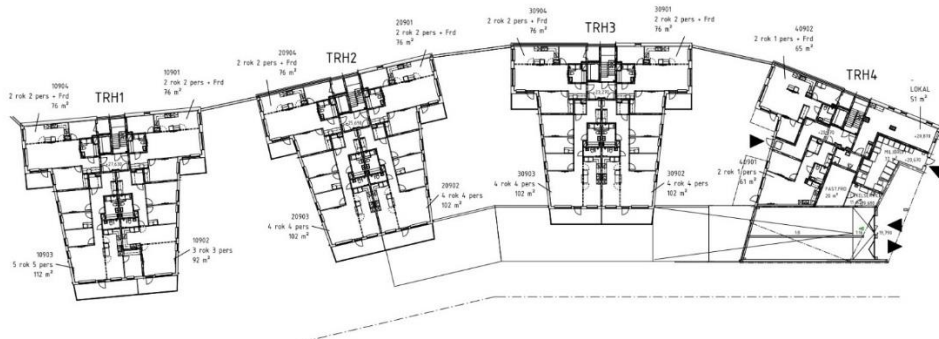 TRH1
10904
2 rok 2 pers + Frd
76 m²
10901
2 rok 2 pers + Frd
76 m²
10903
5 rok 5 pers
112 m²
10902
3 rok 3 pers
92 m²
TRH2
20904
2 rok 2 pers + Frd
76 m²
20901
2 rok 2 pers + Frd
76 m²
20903
4 rok 4 pers
102 m²
20902
4 rok 4 pers
102 m²
TRH3
30904
2 rok 2 pers + Frd
76 m²
30901
2 rok 2 pers + Frd
76 m²
30903
4 rok 4 pers
102 m²
30902
4 rok 4 pers
102 m²
TRH4
40902
2 rok 1 pers + Frd
65 m²
LOKAL
51 m²
40901
2 rok 1 pers
61 m²
FAST.FRD